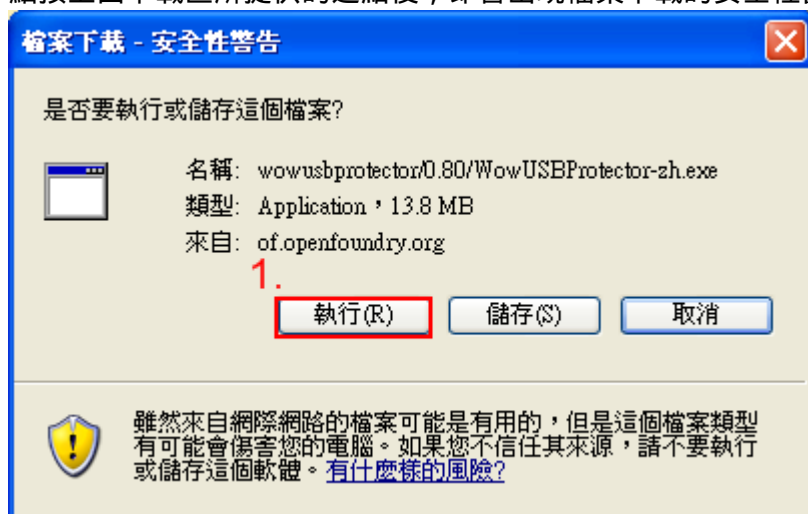 檔案下載 - 安全性警告
是否要執行或儲存這個檔案?
名稱: wowusbprotector/0.80/WowUSBProtector-zh.exe
類型: Application，13.8 MB
來自: of.openfoundry.org
1.
執行(R) 儲存(S) 取消
雖然來自網際網路的檔案可能是有用的，但是這個檔案類型
有可能會傷害您的電腦。如果您不信任其來源，請不要執行
或儲存這個軟體。有什麼樣的風險?